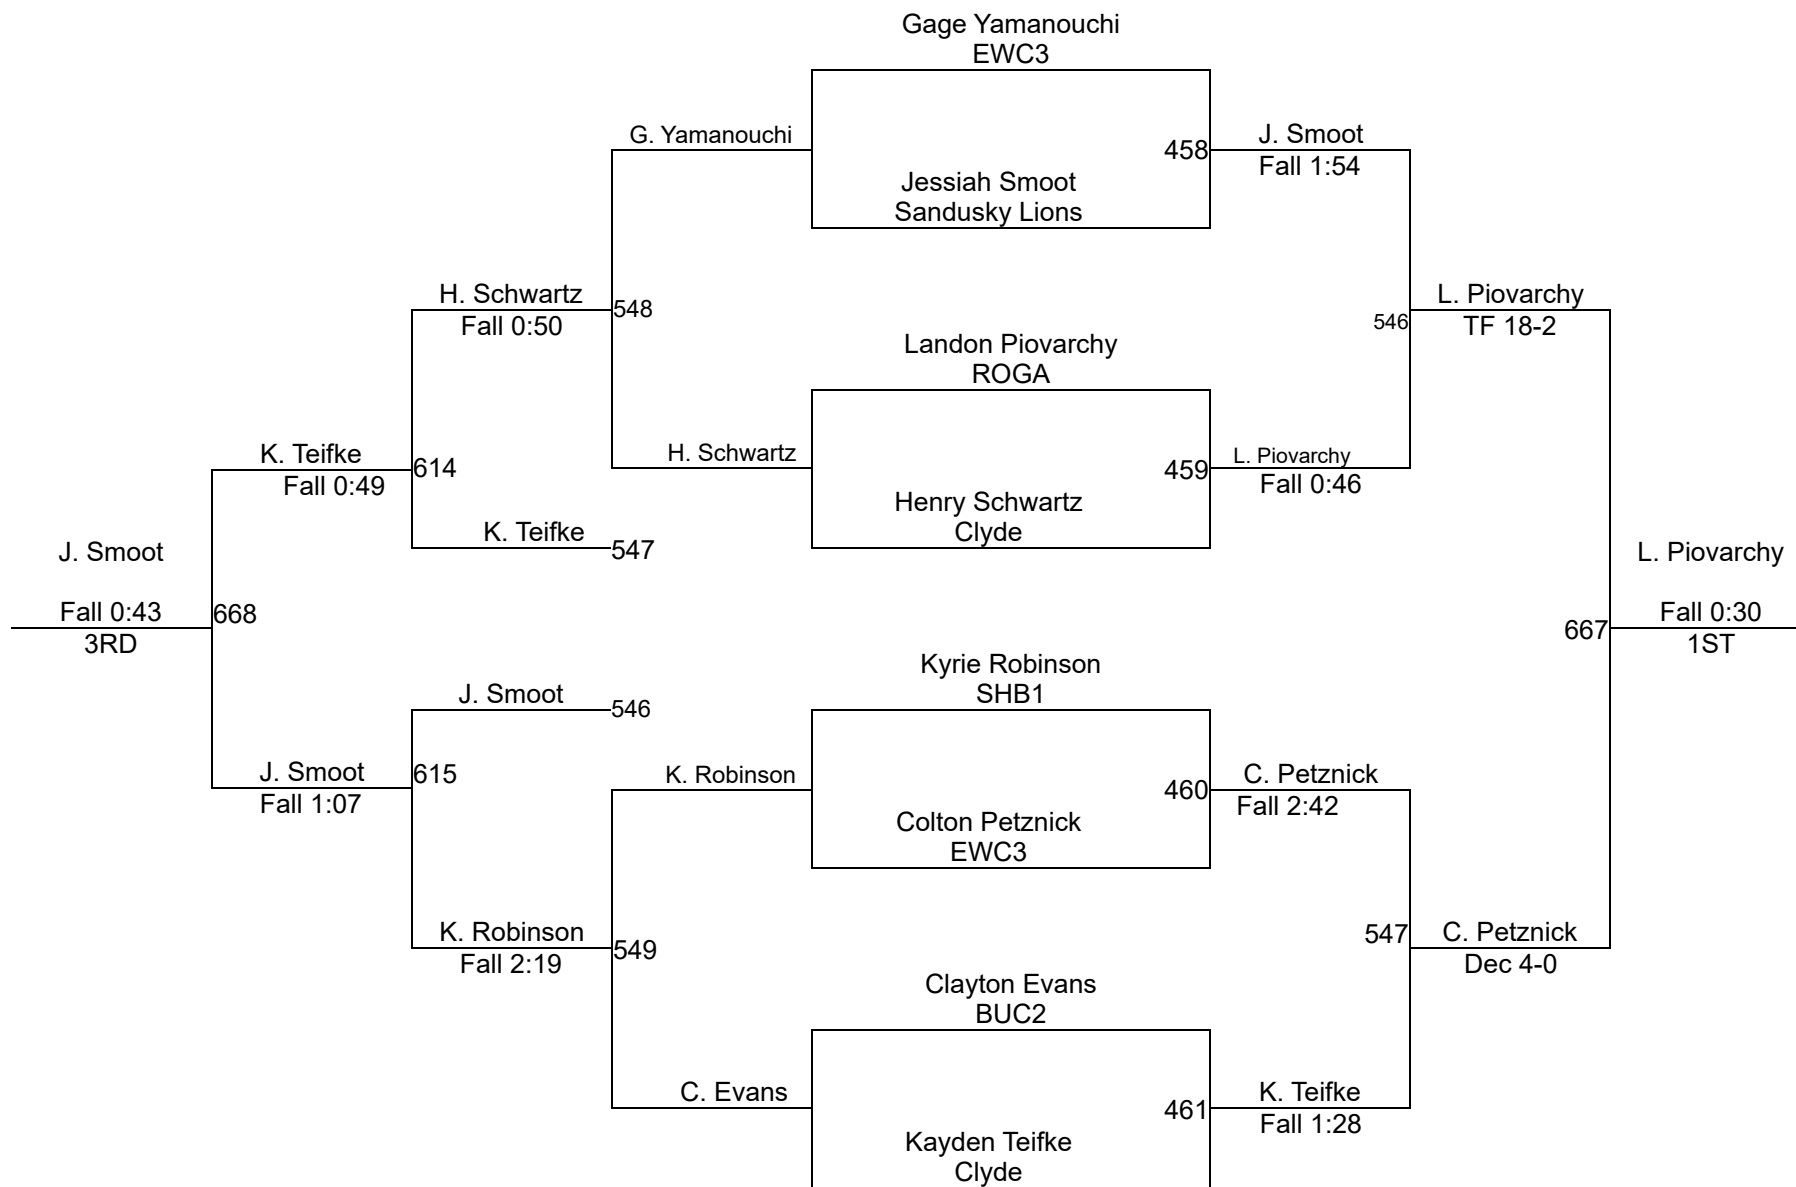 Gage Yamanouchi
EWC3
G. Yamanouchi
458
J. Smoot
Fall 1:54
Jessiah Smoot
Sandusky Lions
H. Schwartz
Fall 0:50
548
L. Piovarchy
TF 18-2
546
Landon Piovarchy
ROGA
K. Teifke
Fall 0:49
614
H. Schwartz
459
L. Piovarchy
Fall 0:46
Henry Schwartz
Clyde
K. Teifke
547
J. Smoot
Fall 0:43
3RD
668
L. Piovarchy
Fall 0:30
1ST
667
Kyrie Robinson
SHB1
J. Smoot
546
J. Smoot
Fall 1:07
615
K. Robinson
460
C. Petznick
Fall 2:42
Colton Petznick
EWC3
K. Robinson
Fall 2:19
549
547
C. Petznick
Dec 4-0
Clayton Evans
BUC2
C. Evans
461
K. Teifke
Fall 1:28
Kayden Teifke
Clyde